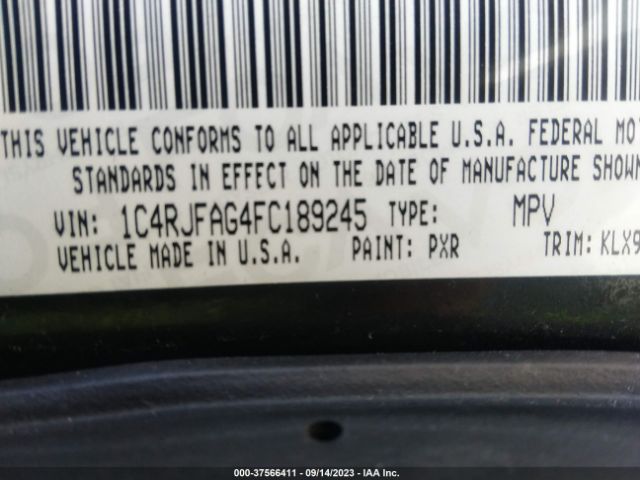 THIS VEHICLE CONFORMS TO ALL APPLICABLE U.S.A. FEDERAL MOT
STANDARDS IN EFFECT ON THE DATE OF MANUFACTURE SHOWN
VIN: 1C4RJFAG4FC189245 TYPE: MPV
VEHICLE MADE IN U.S.A. PAINT: PXR TRIM: KLX9
000-37566411 - 09/14/2023 - IAA Inc.